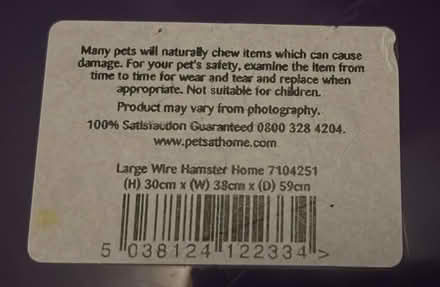 Many pets will naturally chew items which can cause
damage. For your pet's safety, examine the item from
time to time for wear and tear and replace when
appropriate. Not suitable for children.
Product may vary from photography.
100% Satisfaction Guaranteed 0800 328 4204.
www.petsathome.com
Large Wire Hamster Home 7104251
(H) 30cm x (W) 38cm x (D) 59cm
5 038124 122334 >